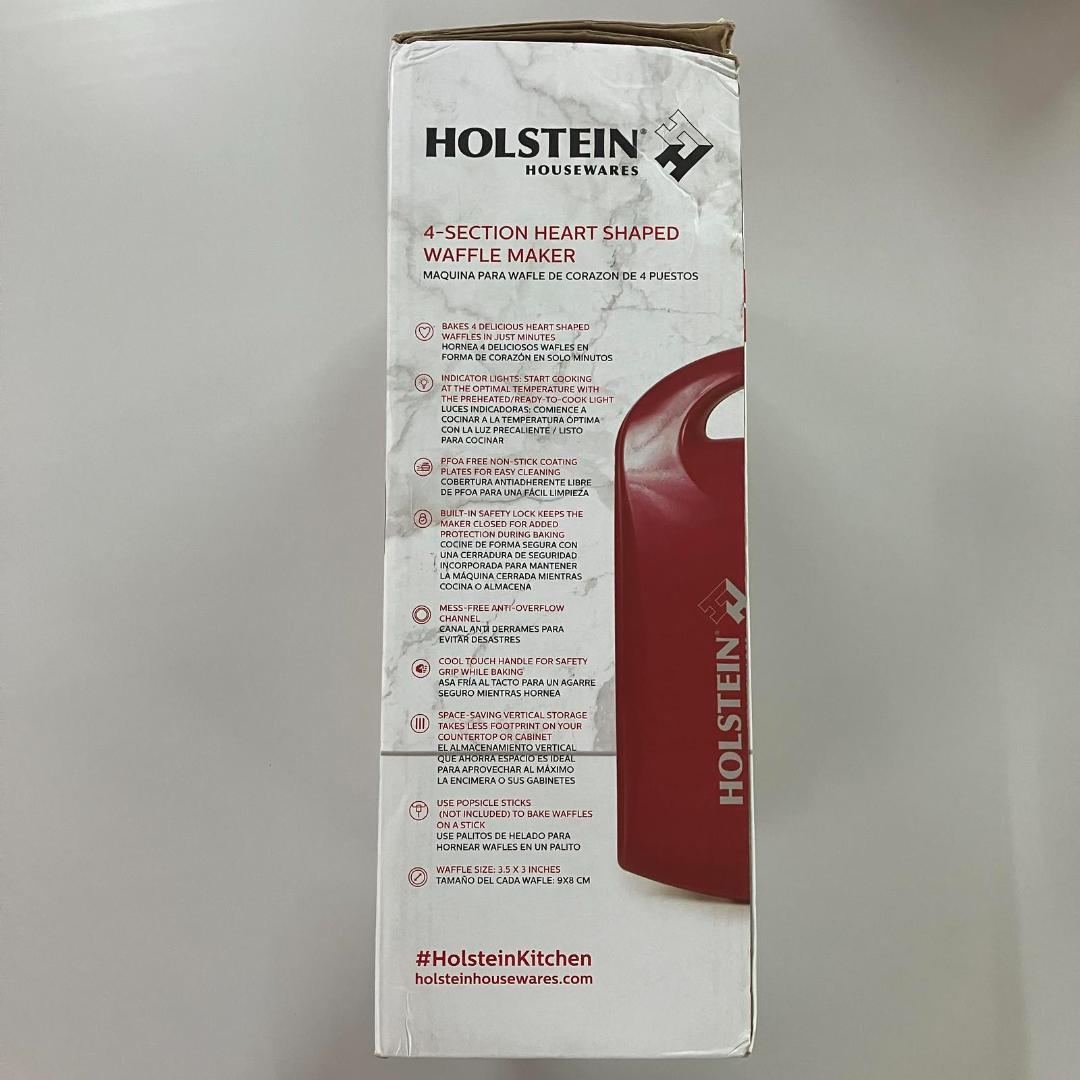 HOLSTEIN®
HOUSEWARES
4-SECTION HEART SHAPED
WAFFLE MAKER
MAQUINA PARA WAFLE DE CORAZON DE 4 PUESTOS
BAKES 4 DELICIOUS HEART SHAPED
WAFFLES IN JUST MINUTES
HORNEA 4 DELICIOSOS WAFLES EN
FORMA DE CORAZÓN EN SOLO MINUTOS
INDICATOR LIGHTS: START COOKING
AT THE OPTIMAL TEMPERATURE WITH
THE PREHEATED/READY-TO-COOK LIGHT
LUCES INDICADORAS: COMIENCE A
COCINAR A LA TEMPERATURA ÓPTIMA
CON LA LUZ PRECALIENTE / LISTO
PARA COCINAR
PFOA FREE NON-STICK COATING
PLATES FOR EASY CLEANING
COBERTURA ANTIADHERENTE LIBRE
DE PFOA PARA UNA FÁCIL LIMPIEZA
BUILT-IN SAFETY LOCK KEEPS THE
MAKER CLOSED FOR ADDED
PROTECTION DURING BAKING
COCINE DE FORMA SEGURA CON
UNA CERRADURA DE SEGURIDAD
INCORPORADA PARA MANTENER
LA MÁQUINA CERRADA MIENTRAS
COCINA O ALMACENA
MESS-FREE ANTI-OVERFLOW
CHANNEL
CANAL ANTI DERRAMES PARA
EVITAR DESASTRES
COOL TOUCH HANDLE FOR SAFETY
GRIP WHILE BAKING
ASA FRÍA AL TACTO PARA UN AGARRE
SEGURO MIENTRAS HORNEA
SPACE-SAVING VERTICAL STORAGE
TAKES LESS FOOTPRINT ON YOUR
COUNTERTOP OR CABINET
EL ALMACENAMIENTO VERTICAL
QUE AHORRA ESPACIO ES IDEAL
PARA APROVECHAR AL MÁXIMO
LA ENCIMERA O SUS GABINETES
USE POPSICLE STICKS
(NOT INCLUDED) TO BAKE WAFFLES
ON A STICK
USE PALITOS DE HELADO PARA
HORNEAR WAFLES EN UN PALITO
WAFFLE SIZE: 3.5 X 3 INCHES
TAMAÑO DEL CADA WAFLE: 9X8 CM
HOLSTEIN®
#HolsteinKitchen
holsteinhousewares.com